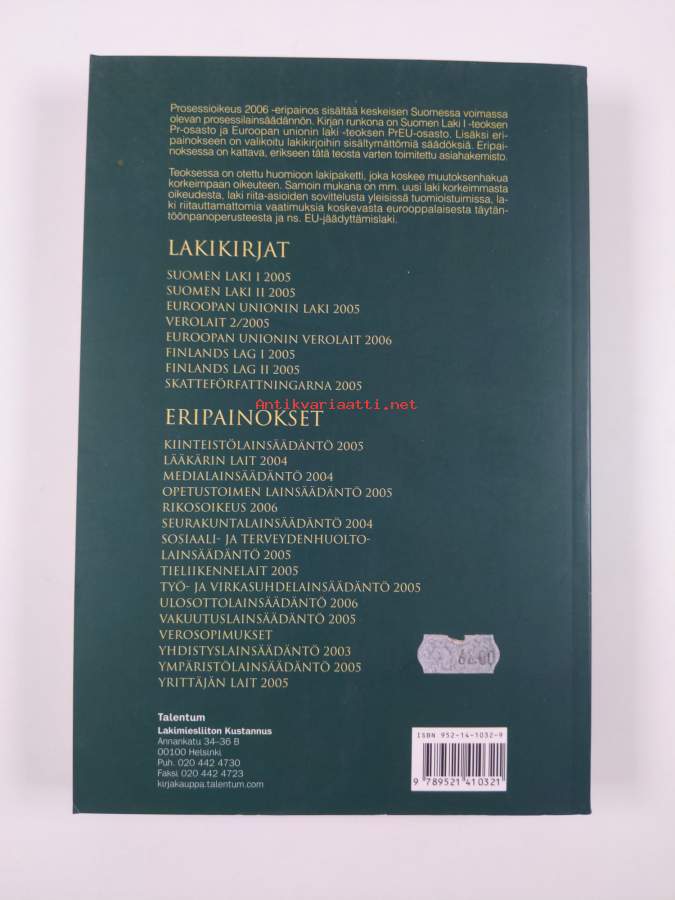 Prosessioikeus 2006 -eripainos sisältää keskeisen Suomessa voimassa
olevan prosessilainsäädännön. Kirjan runkona on Suomen Laki I -teoksen
Pr-osasto ja Euroopan unionin laki -teoksen PrEU-osasto. Lisäksi eri-
painokseen on valikoitu lakikirjoihin sisältymättömiä säädöksiä. Eripai-
noksessa on kattava, erikseen tätä teosta varten toimitettu asiahakemisto.
Teoksessa on otettu huomioon lakipaketti, joka koskee muutoksenhakua
korkeimpaan oikeuteen. Samoin mukana on mm. uusi laki korkeimmasta
oikeudesta, laki riita-asioiden sovittelusta yleisissä tuomioistuimissa, la-
ki riitauttamattomia vaatimuksia koskevasta eurooppalaisesta täytän-
töönpanoperusteesta ja ns. EU-jäädyttämislaki.
LAKIKIRJAT
SUOMEN LAKI I 2005
SUOMEN LAKI II 2005
EUROOPAN UNIONIN LAKI 2005
VEROLAIT 2/2005
EUROOPAN UNIONIN VEROLAIT 2006
FINLANDS LAG I 2005
FINLANDS LAG II 2005
SKATTEFÖRFATTNINGARNA 2005
Antikvariaatti.net
ERIPAINOKSET
KIINTEISTÖLAINSÄÄDÄNTÖ 2005
LÄÄKÄRIN LAIT 2004
MEDIALAINSÄÄDÄNTÖ 2004
OPETUSTOIMEN LAINSÄÄDÄNTÖ 2005
RIKOSOIKEUS 2006
SEURAKUNTALAINSÄÄDÄNTÖ 2004
SOSIAALI- JA TERVEYDENHUOLTO-
LAINSÄÄDÄNTÖ 2005
TIELIIKENNELAIT 2005
TYÖ- JA VIRKASUHDELAINSÄÄDÄNTÖ 2005
ULOSOTTOLAINSÄÄDÄNTÖ 2006
VAKUUTUSLAINSÄÄDÄNTÖ 2005
VEROSOPIMUKSET
YHDISTYSLAINSÄÄDÄNTÖ 2003
YMPÄRISTÖLAINSÄÄDÄNTÖ 2005
YRITTÄJÄN LAIT 2005
Talentum
Lakimiesliiton Kustannus
Annankatu 34-36 B
00100 Helsinki
Puh. 020 442 4730
Faksi 020 442 4723
kirjakauppa.talentum.com
ISBN 952-14-1032-9
9 789521 410321